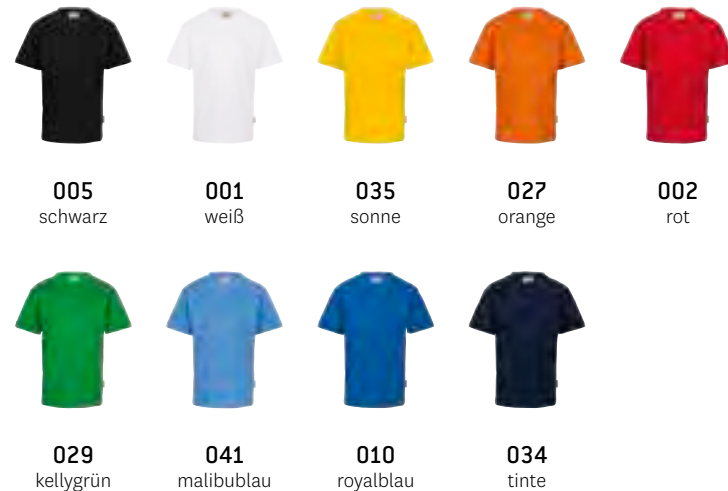 005
schwarz
001
weiß
035
sonne
027
orange
002
rot
029
kellygrün
041
malibublau
010
royalblau
034
tinte